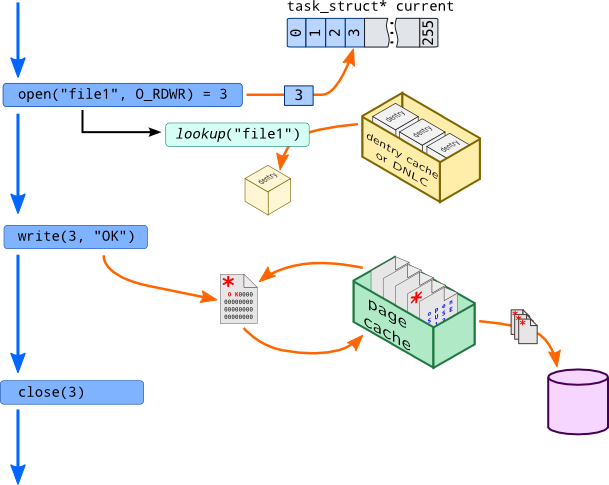 task_struct* current
0 1 2 3 255
open("file1", O_RDWR) = 3
3
lookup("file1")
dentry
dentry
dentry
dentry cache
or DNLC
dentry
write(3, "OK")
*
O K0000
00000000
00000000
00000000
page
cache
*
o p e n
S U S E
close(3)
* * *